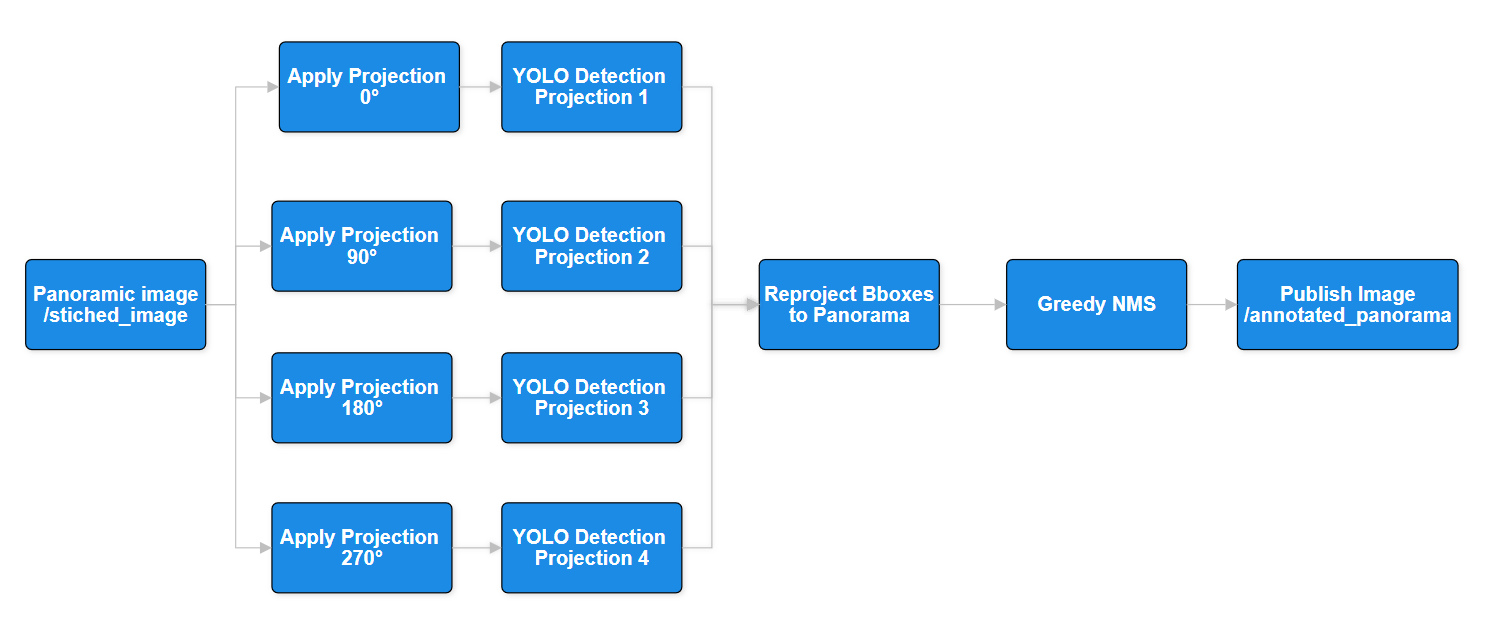 Panoramic image
/stiched_image
Apply Projection
0°
YOLO Detection
Projection 1
Apply Projection
90°
YOLO Detection
Projection 2
Apply Projection
180°
YOLO Detection
Projection 3
Apply Projection
270°
YOLO Detection
Projection 4
Reproject Bboxes
to Panorama
Greedy NMS
Publish Image
/annotated_panorama